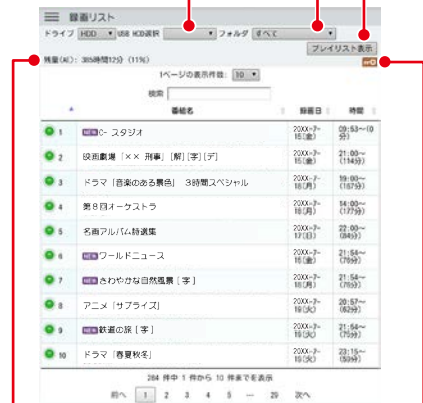 録画リスト
ドライブ HDD USB HDD選択 フォルダ すべて
プレイリスト表示
残量(AE): 385時間12分 (11%)
1ページの表示件数: 10
検索
番組名 録画日 時間
1 NEW C- スタジオ 20XX-7-15(金) 09:53～(0分)
2 映画劇場「×× 刑事」[解][字][デ] 20XX-7-15(金) 21:00～(114分)
3 ドラマ「音楽のある景色」 3時間スペシャル 20XX-7-18(月) 19:00～(187分)
4 第8回オーケストラ 20XX-7-18(月) 14:00～(177分)
5 名画アルバム特選集 20XX-7-17(日) 22:00～(84分)
6 NEW ワールドニュース 20XX-7-15(金) 21:54～(76分)
7 NEW さわやかな自然風景[字] 20XX-7-18(月) 21:54～(76分)
8 アニメ「サプライズ」 20XX-7-19(火) 20:57～(62分)
9 NEW 鉄道の旅[字] 20XX-7-19(火) 21:54～(75分)
10 ドラマ「春夏秋冬」 20XX-7-19(火) 23:15～(50分)
284 件中 1 件から 10 件までを表示
前へ 1 2 3 4 5 … 29 次へ